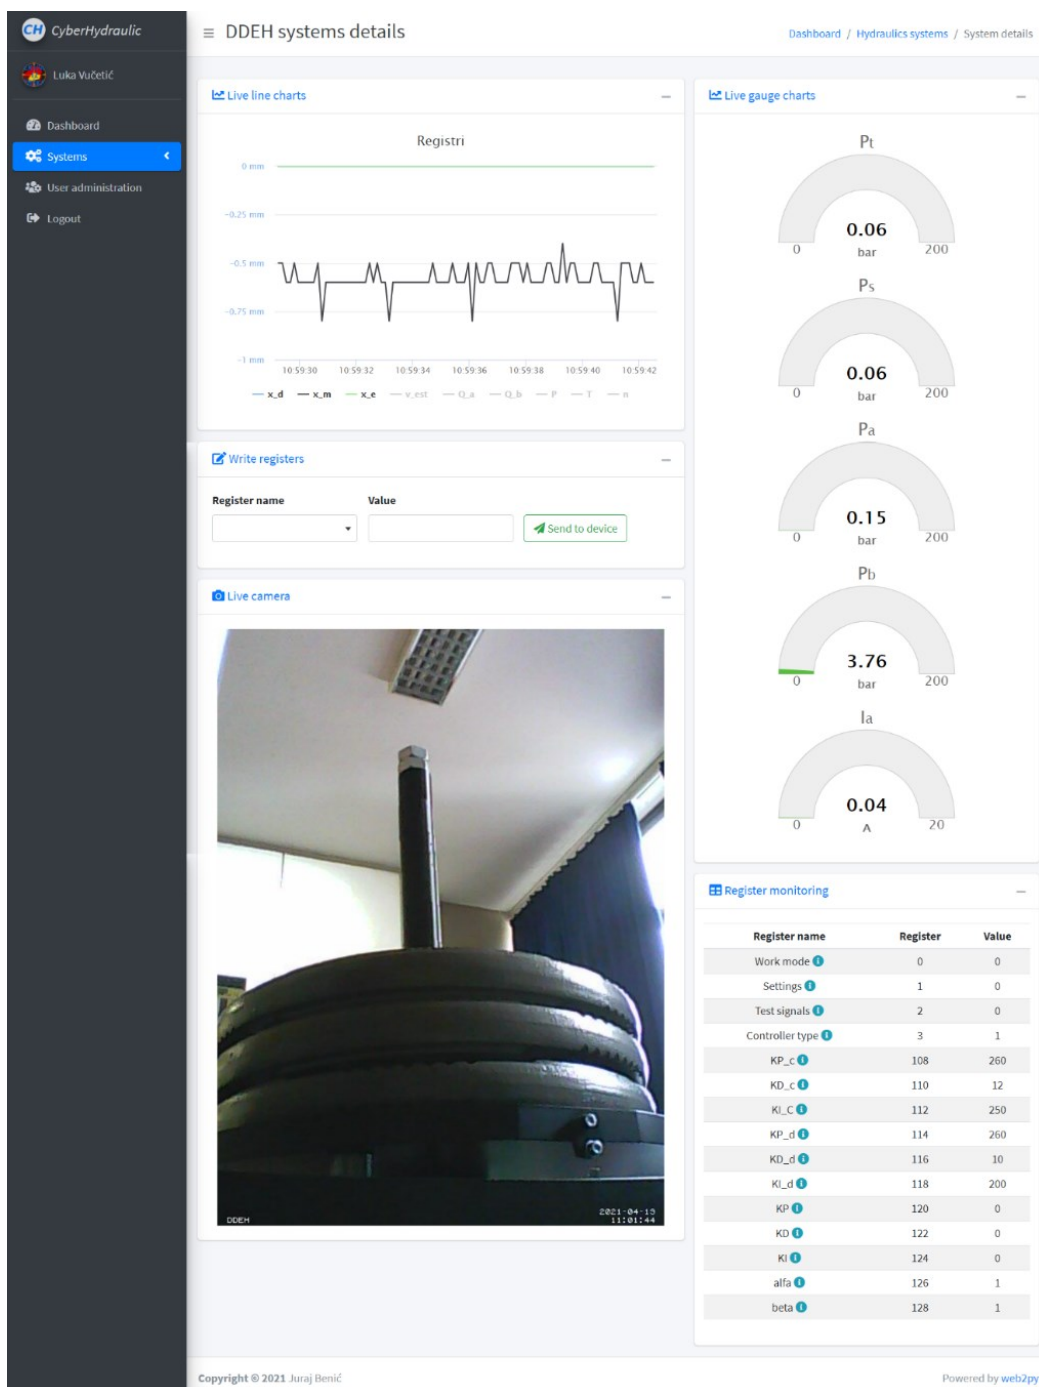 CH CyberHydraulic
Luka Vučetić
Dashboard
Systems
User administration
Logout
DDEH systems details
Dashboard / Hydraulics systems / System details
Live line charts
Registri
0 mm
-0.25 mm
-0.5 mm
-0.75 mm
-1 mm
10:59:30 10:59:32 10:59:34 10:59:36 10:59:38 10:59:40 10:59:42
x_d x_m x_e v_est Q_a Q_b P T n
Write registers
Register name Value
Send to device
Live camera
DDEH
2021-04-19
11:01:44
Live gauge charts
Pt
0.06
bar
0 200
Ps
0.06
bar
0 200
Pa
0.15
bar
0 200
Pb
3.76
bar
0 200
Ia
0.04
A
0 20
Register monitoring
Register name Register Value
Work mode 0 0
Settings 1 0
Test signals 2 0
Controller type 3 1
KP_c 108 260
KD_c 110 12
KI_C 112 250
KP_d 114 260
KD_d 116 10
KI_d 118 200
KP 120 0
KD 122 0
KI 124 0
alfa 126 1
beta 128 1
Copyright © 2021 Juraj Benić
Powered by web2py